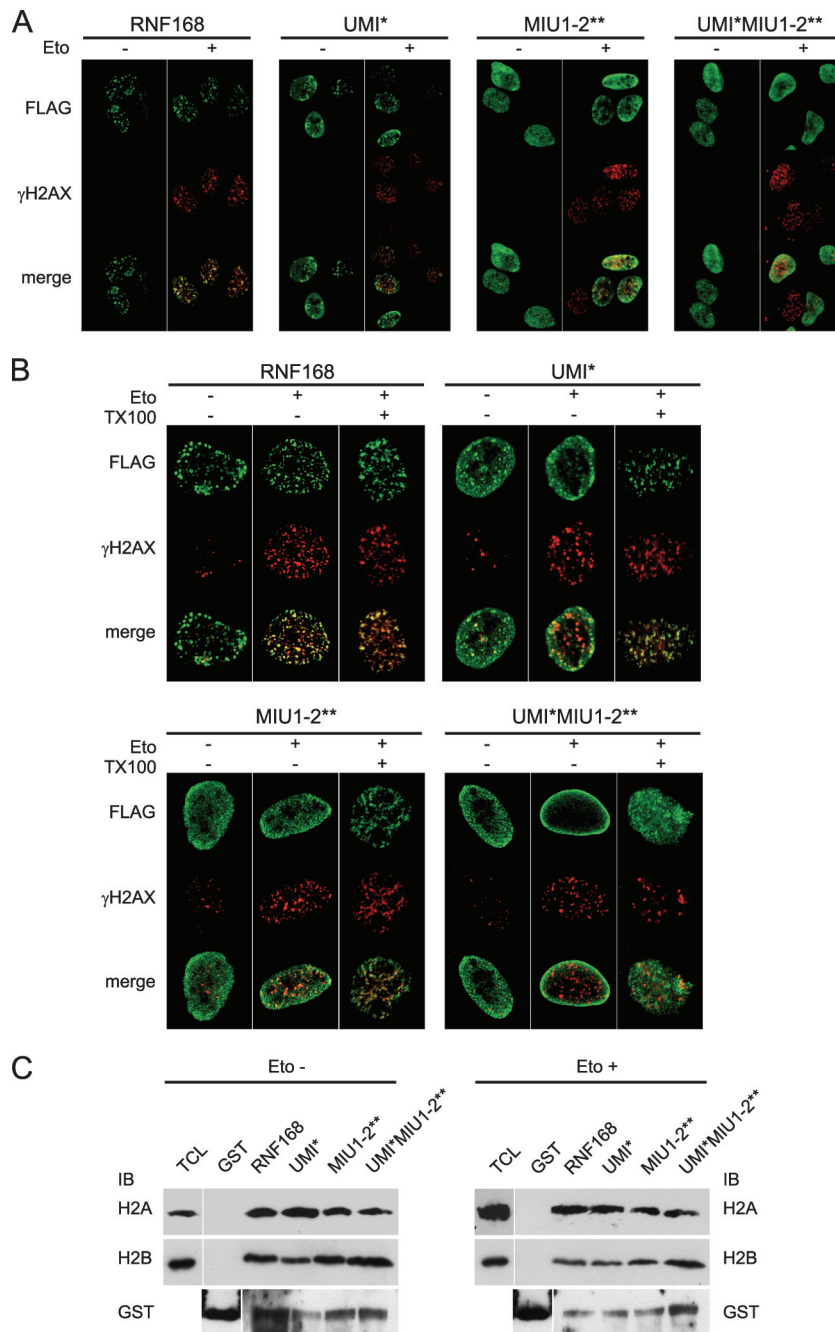 A
RNF168 UMI* MIU1-2** UMI*MIU1-2**
Eto - + - + - + - +
FLAG
γH2AX
merge
B
RNF168 UMI*
Eto - + + - + +
TX100 - - + - - +
FLAG
γH2AX
merge
MIU1-2** UMI*MIU1-2**
Eto - + + - + +
TX100 - - + - - +
FLAG
γH2AX
merge
C
Eto - Eto +
TCL GST RNF168 UMI* MIU1-2** UMI*MIU1-2** TCL GST RNF168 UMI* MIU1-2** UMI*MIU1-2**
IB IB
H2A H2A
H2B H2B
GST GST